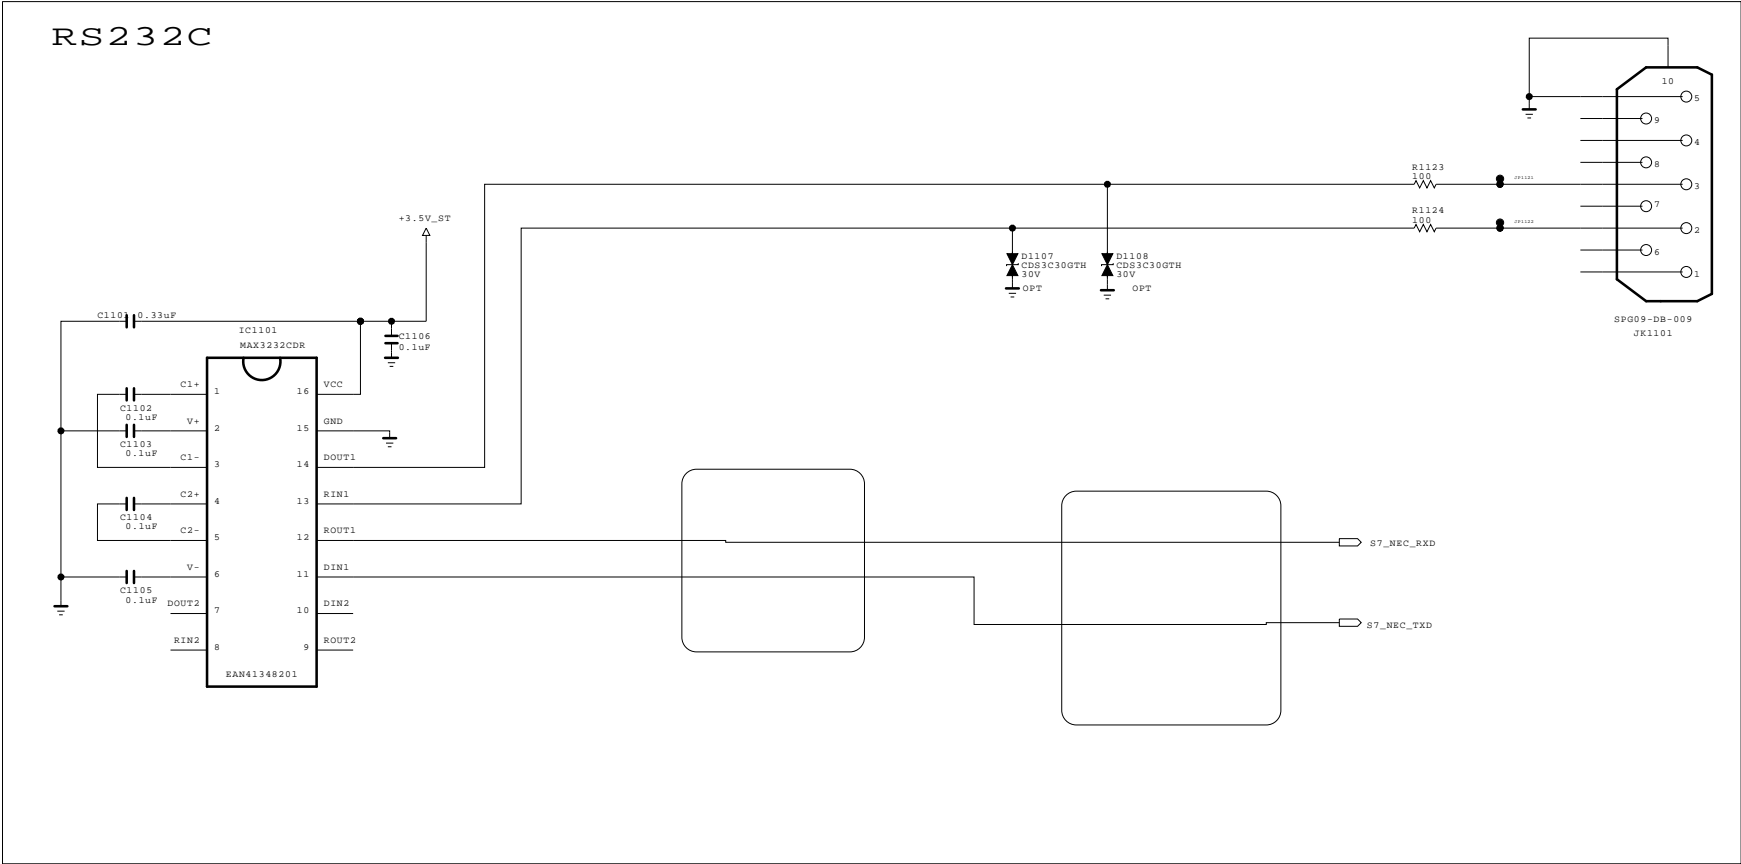 RS232C
10
5
9
4
8
3
7
2
6
1
SPG09-DB-009
JK1101
R1123
100
JP1121
R1124
100
JP1122
+3.5V_ST
D1107
CDS3C30GTH
30V
OPT
D1108
CDS3C30GTH
30V
OPT
C1101 0.33uF
C1106
0.1uF
IC1101
MAX3232CDR
C1+ 1 16 VCC
C1102
0.1uF
V+ 2 15 GND
C1103
0.1uF
C1- 3 14 DOUT1
C2+ 4 13 RIN1
C1104
0.1uF
C2- 5 12 ROUT1
V- 6 11 DIN1
C1105
0.1uF
DOUT2 7 10 DIN2
RIN2 8 9 ROUT2
EAN41348201
S7_NEC_RXD
S7_NEC_TXD